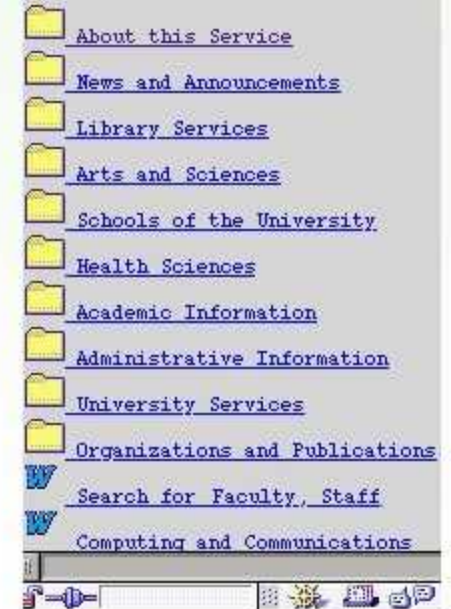 About this Service
News and Announcements
Library Services
Arts and Sciences
Schools of the University
Health Sciences
Academic Information
Administrative Information
University Services
Organizations and Publications
W Search for Faculty, Staff
W Computing and Communications